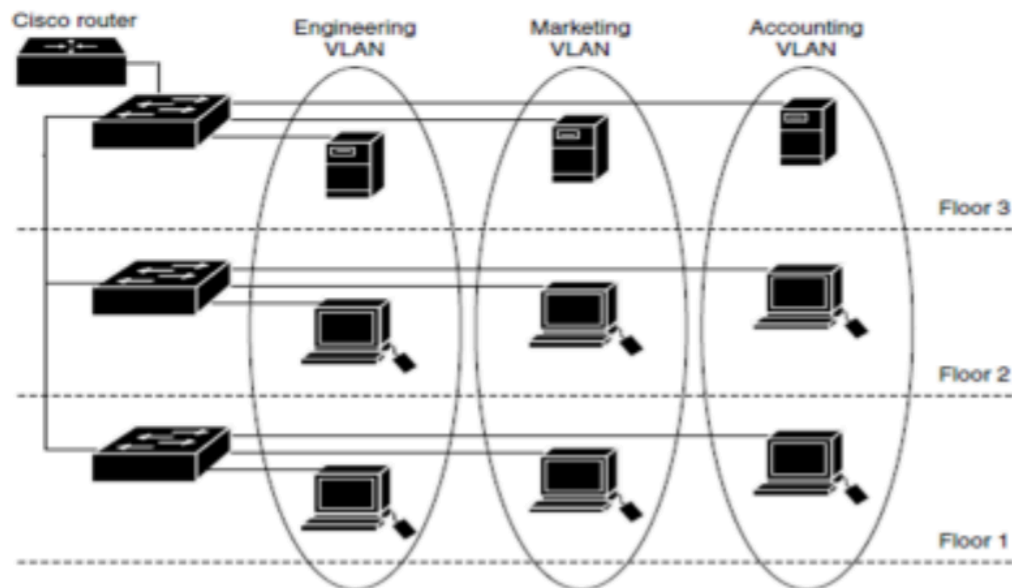 Cisco router
Engineering
VLAN
Marketing
VLAN
Accounting
VLAN
Floor 3
Floor 2
Floor 1